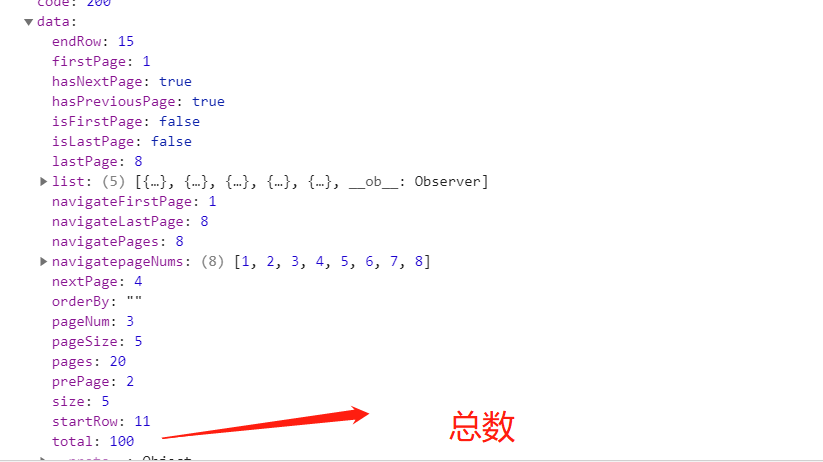 code: 200
▼data:
endRow: 15
firstPage: 1
hasNextPage: true
hasPreviousPage: true
isFirstPage: false
isLastPage: false
lastPage: 8
▶list: (5) [{…}, {…}, {…}, {…}, {…}, __ob__: Observer]
navigateFirstPage: 1
navigateLastPage: 8
navigatePages: 8
▶navigatepageNums: (8) [1, 2, 3, 4, 5, 6, 7, 8]
nextPage: 4
orderBy: ""
pageNum: 3
pageSize: 5
pages: 20
prePage: 2
size: 5
startRow: 11
total: 100 总数
▶__proto__: Object